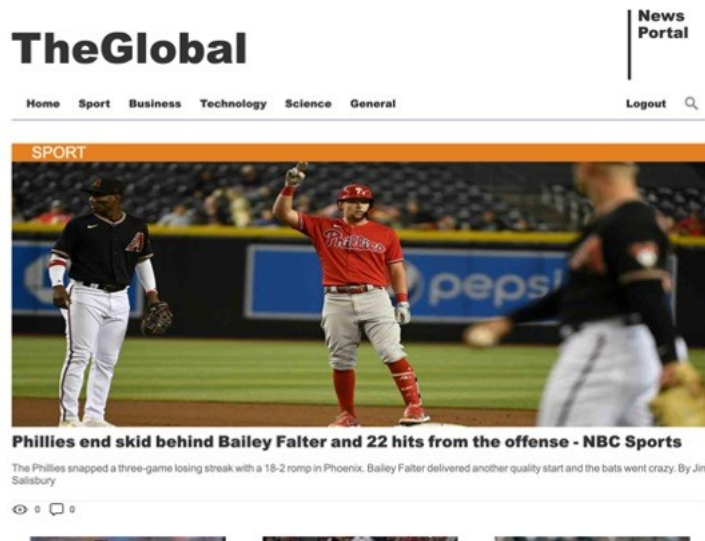 TheGlobal
News
Portal
Home Sport Business Technology Science General Logout
SPORT
Phillies
pepsi
Phillies end skid behind Bailey Falter and 22 hits from the offense - NBC Sports
The Phillies snapped a three-game losing streak with a 18-2 romp in Phoenix. Bailey Falter delivered another quality start and the bats went crazy. By Jim
Salisbury
0 0